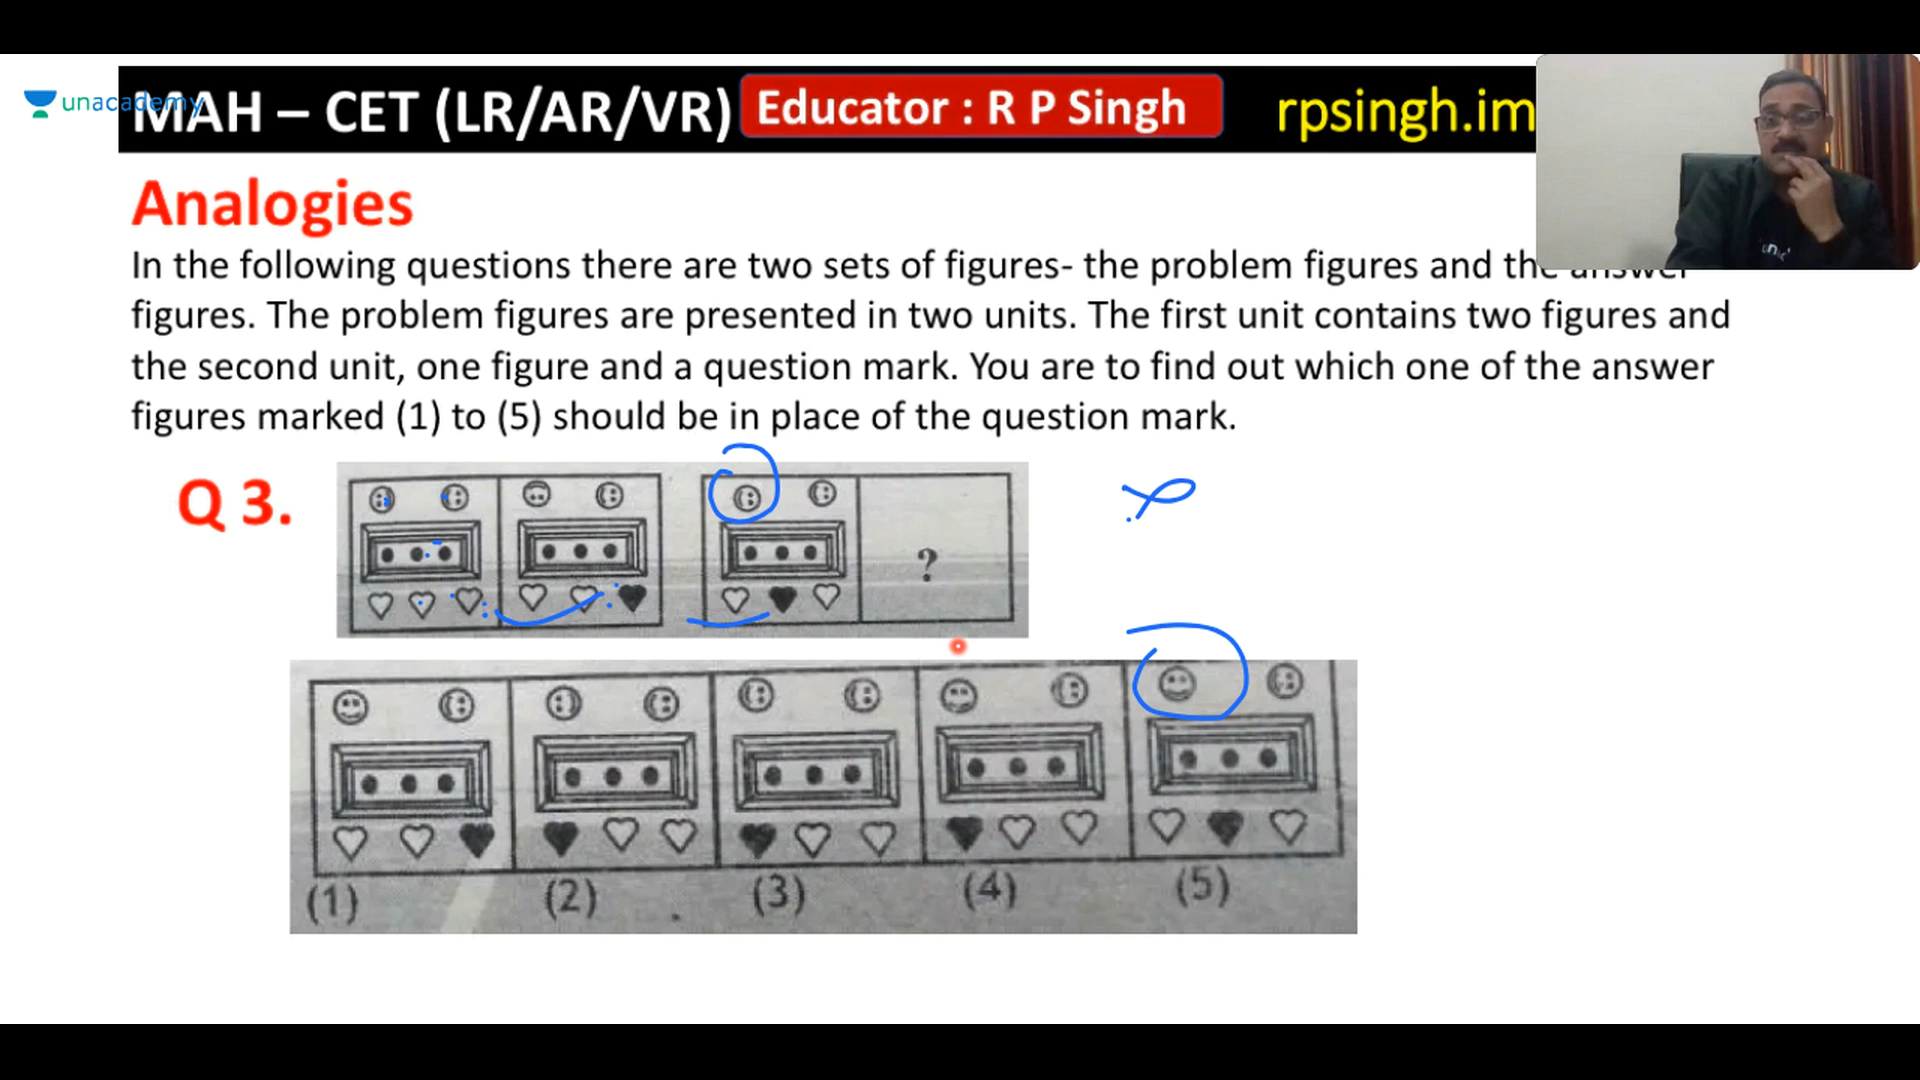 unacademy
MAH – CET (LR/AR/VR) Educator : R P Singh rpsingh.im
Analogies
In the following questions there are two sets of figures- the problem figures and the answer
figures. The problem figures are presented in two units. The first unit contains two figures and
the second unit, one figure and a question mark. You are to find out which one of the answer
figures marked (1) to (5) should be in place of the question mark.
Q 3.
?
(1) (2) (3) (4) (5)